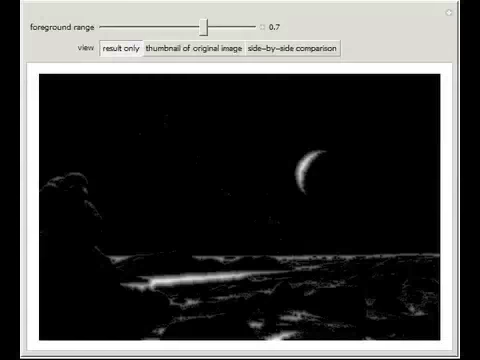 foreground range 0.7
view result only thumbnail of original image side-by-side comparison